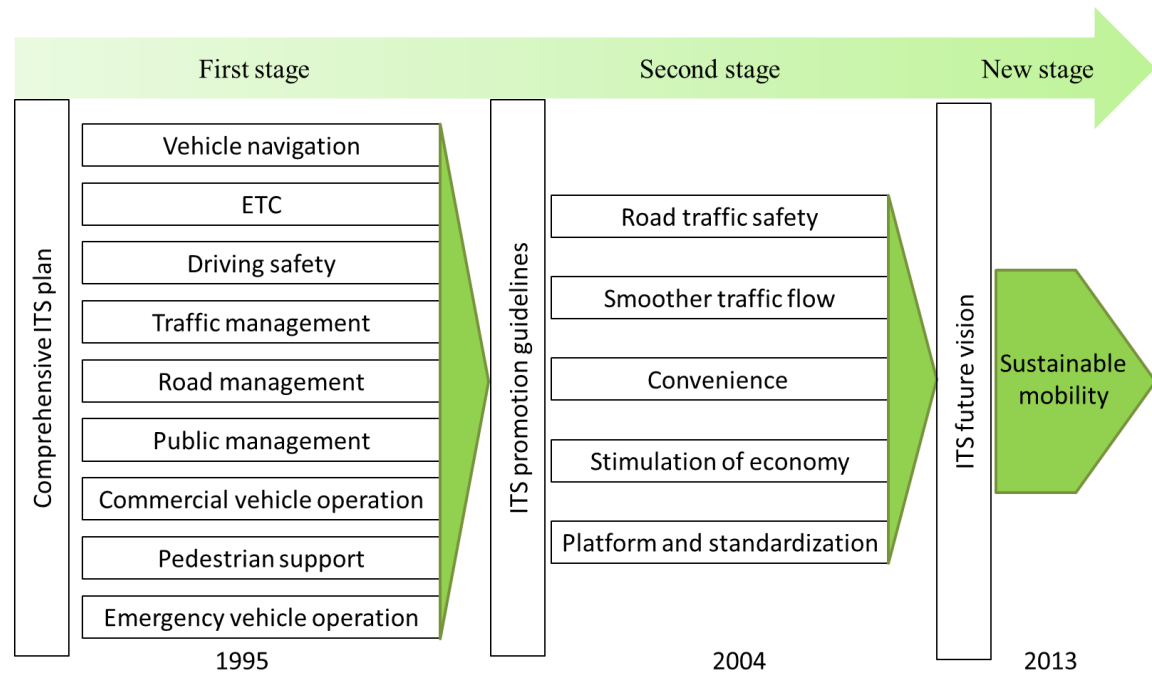 First stage
Second stage
New stage
Comprehensive ITS plan
Vehicle navigation
ETC
Driving safety
Traffic management
Road management
Public management
Commercial vehicle operation
Pedestrian support
Emergency vehicle operation
1995
ITS promotion guidelines
Road traffic safety
Smoother traffic flow
Convenience
Stimulation of economy
Platform and standardization
2004
ITS future vision
Sustainable
mobility
2013